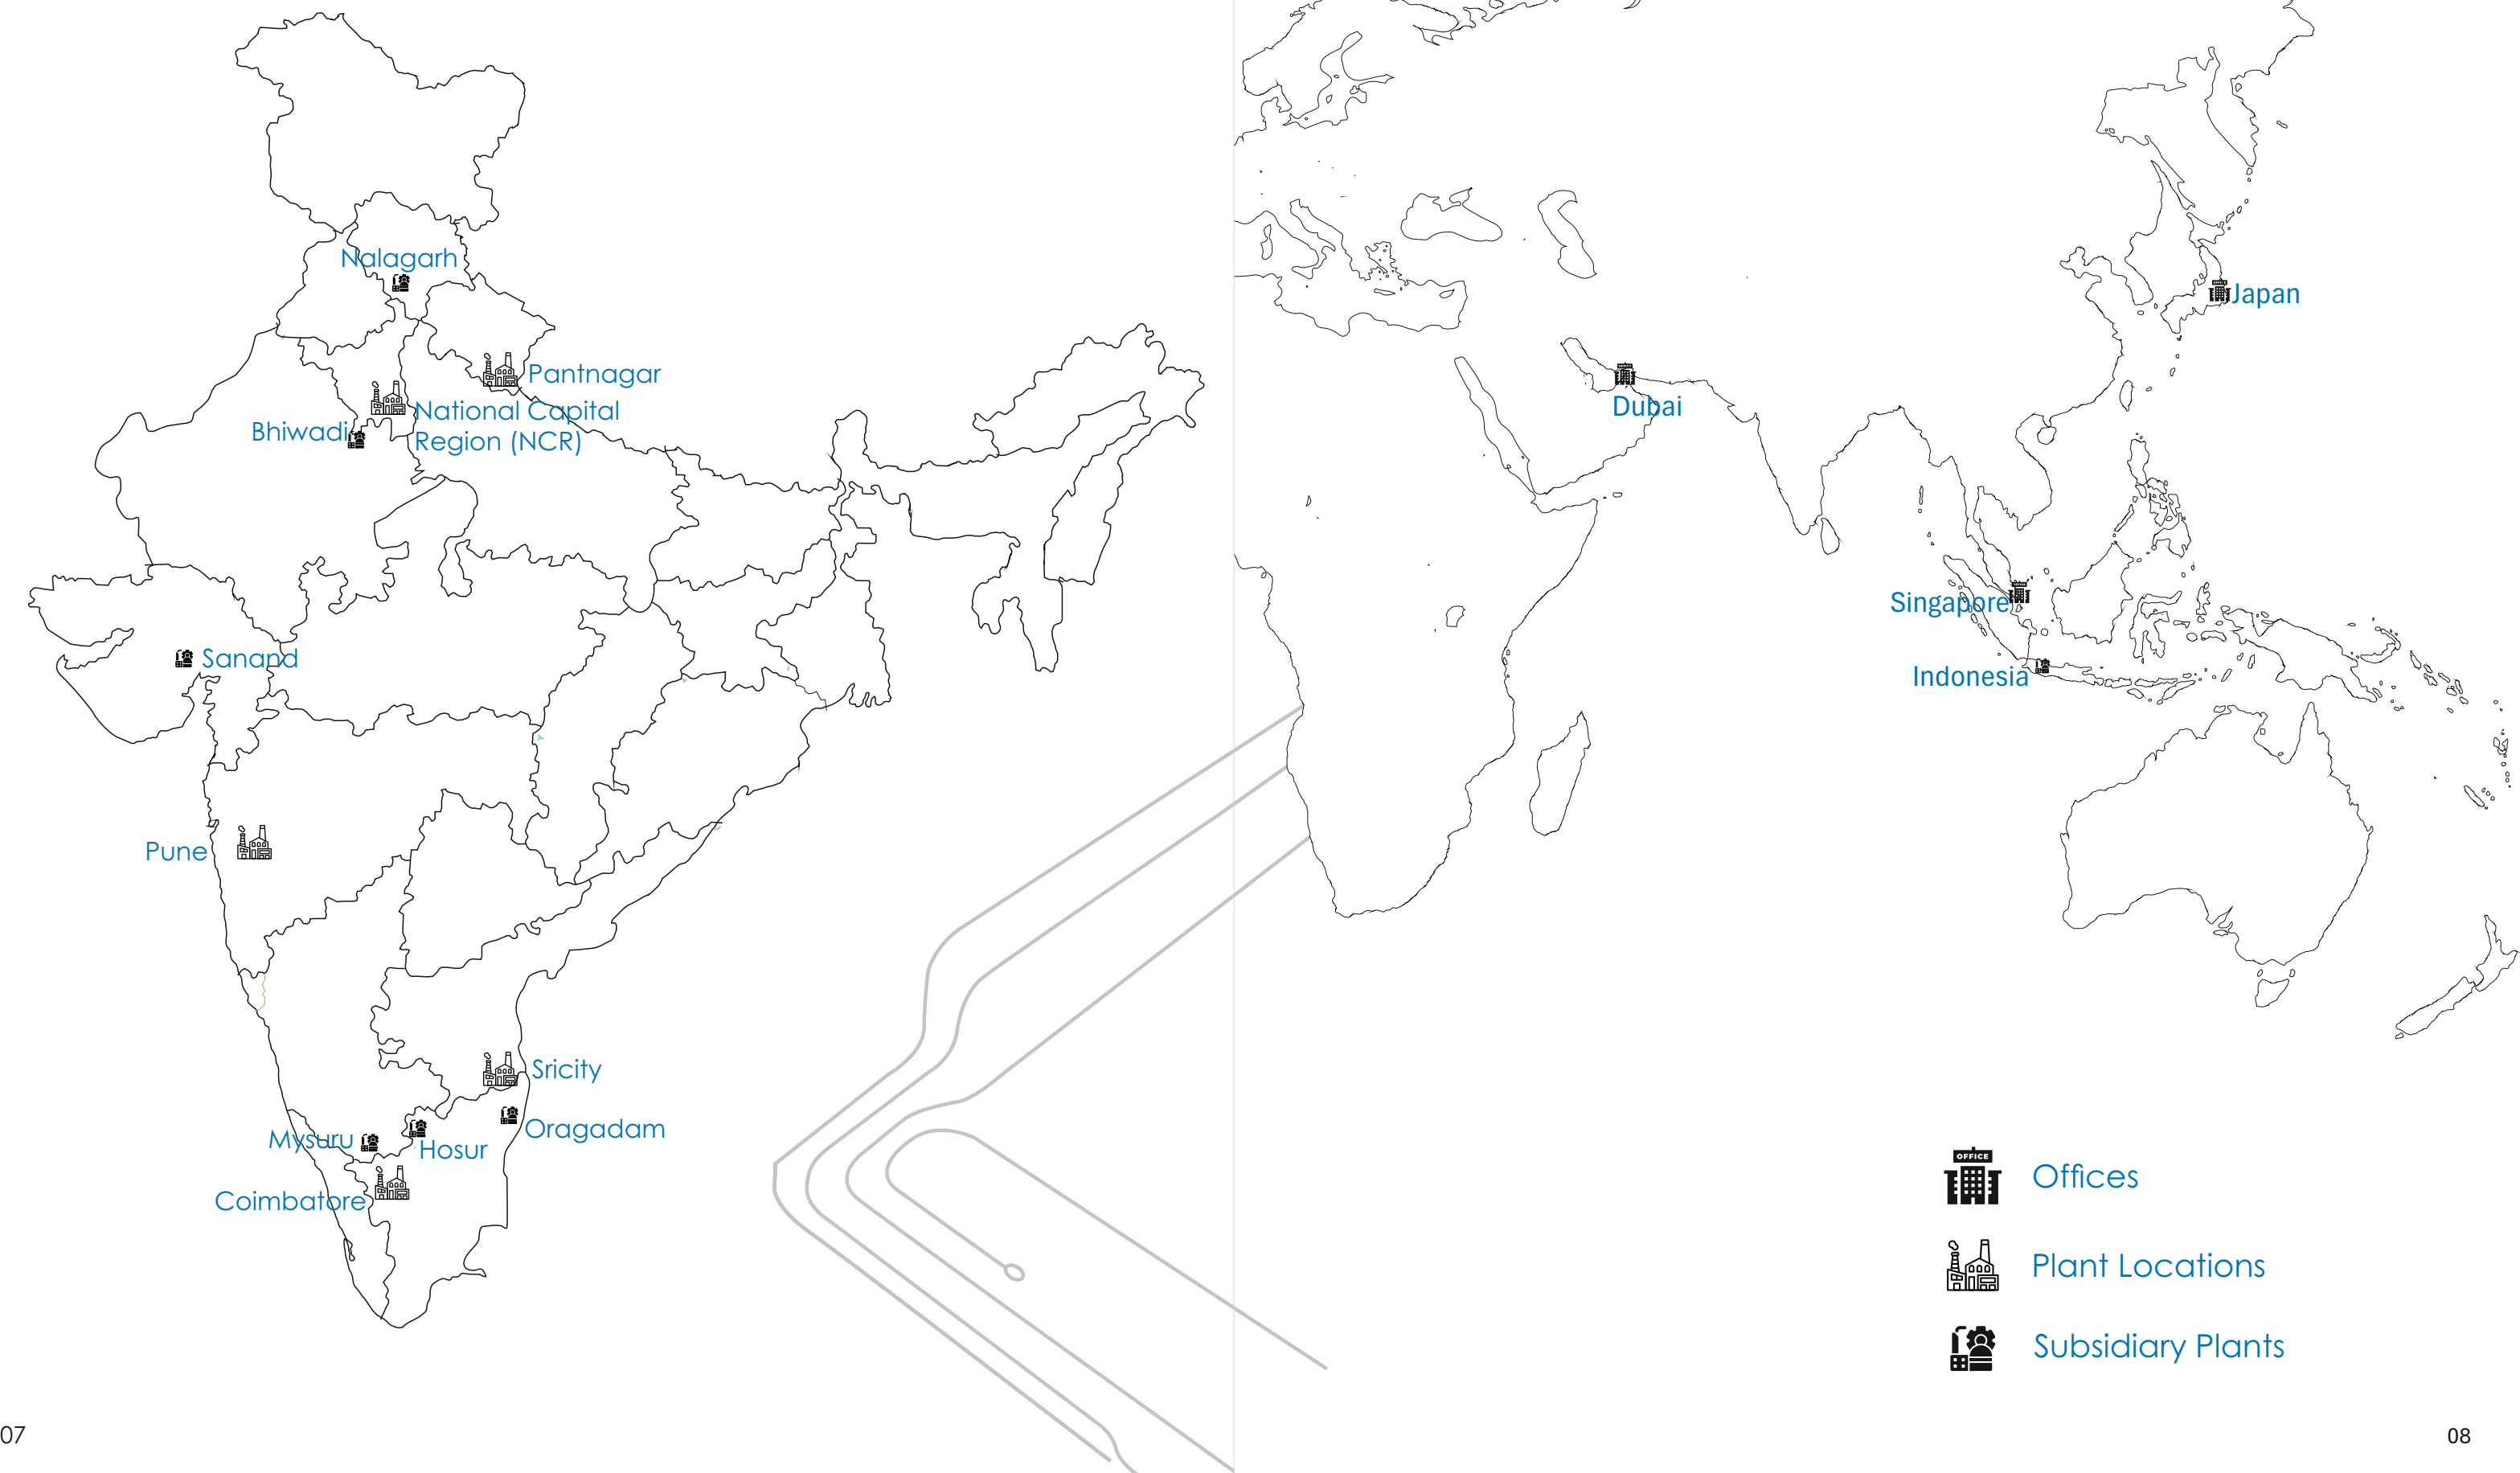 Nalagarh
Pantnagar
National Capital
Region (NCR)
Bhiwadi
Sanand
Pune
Sricity
Oragadam
Mysuru
Hosur
Coimbatore
07
Japan
Dubai
Singapore
Indonesia
OFFICE
Offices
Plant Locations
Subsidiary Plants
08